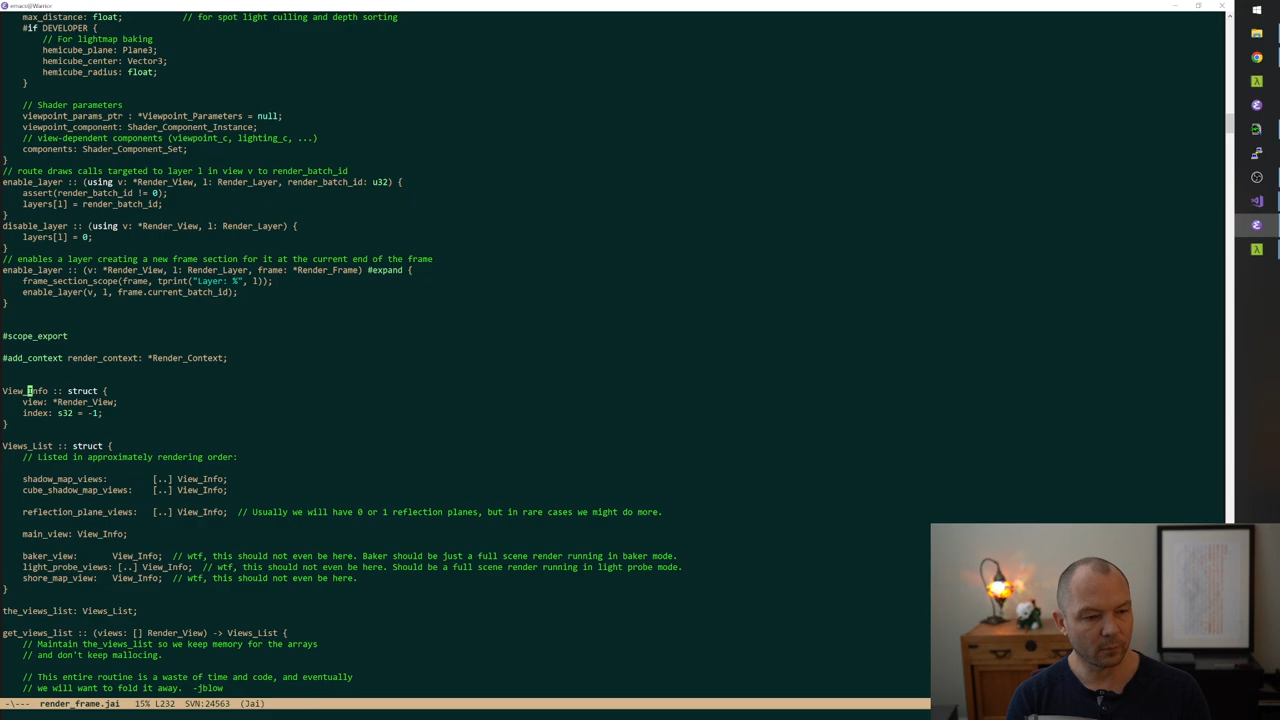 emacs@Warrior
max_distance: float;             // for spot light culling and depth sorting
#if DEVELOPER {
// For lightmap baking
hemicube_plane: Plane3;
hemicube_center: Vector3;
hemicube_radius: float;
}
// Shader parameters
viewpoint_params_ptr : *Viewpoint_Parameters = null;
viewpoint_component: Shader_Component_Instance;
// view-dependent components (viewpoint_c, lighting_c, ...)
components: Shader_Component_Set;
}
// route draws calls targeted to layer l in view v to render_batch_id
enable_layer :: (using v: *Render_View, l: Render_Layer, render_batch_id: u32) {
assert(render_batch_id != 0);
layers[l] = render_batch_id;
}
disable_layer :: (using v: *Render_View, l: Render_Layer) {
layers[l] = 0;
}
// enables a layer creating a new frame section for it at the current end of the frame
enable_layer :: (v: *Render_View, l: Render_Layer, frame: *Render_Frame) #expand {
frame_section_scope(frame, tprint("Layer: %", l));
enable_layer(v, l, frame.current_batch_id);
}
#scope_export
#add_context render_context: *Render_Context;
View_Info :: struct {
view: *Render_View;
index: s32 = -1;
}
Views_List :: struct {
// Listed in approximately rendering order:
shadow_map_views:         [..] View_Info;
cube_shadow_map_views:    [..] View_Info;
reflection_plane_views:   [..] View_Info;  // Usually we will have 0 or 1 reflection planes, but in rare cases we might do more.
main_view: View_Info;
baker_view:       View_Info;  // wtf, this should not even be here. Baker should be just a full scene render running in baker mode.
light_probe_views: [..] View_Info;  // wtf, this should not even be here. Should be a full scene render running in light probe mode.
shore_map_view:   View_Info;  // wtf, this should not even be here.
}
the_views_list: Views_List;
get_views_list :: (views: [] Render_View) -> Views_List {
// Maintain the_views_list so we keep memory for the arrays
// and don't keep mallocing.
// This entire routine is a waste of time and code, and eventually
// we will want to fold it away.  -jblow
-\---  render_frame.jai   15% L232  SVN:24563  (Jai)